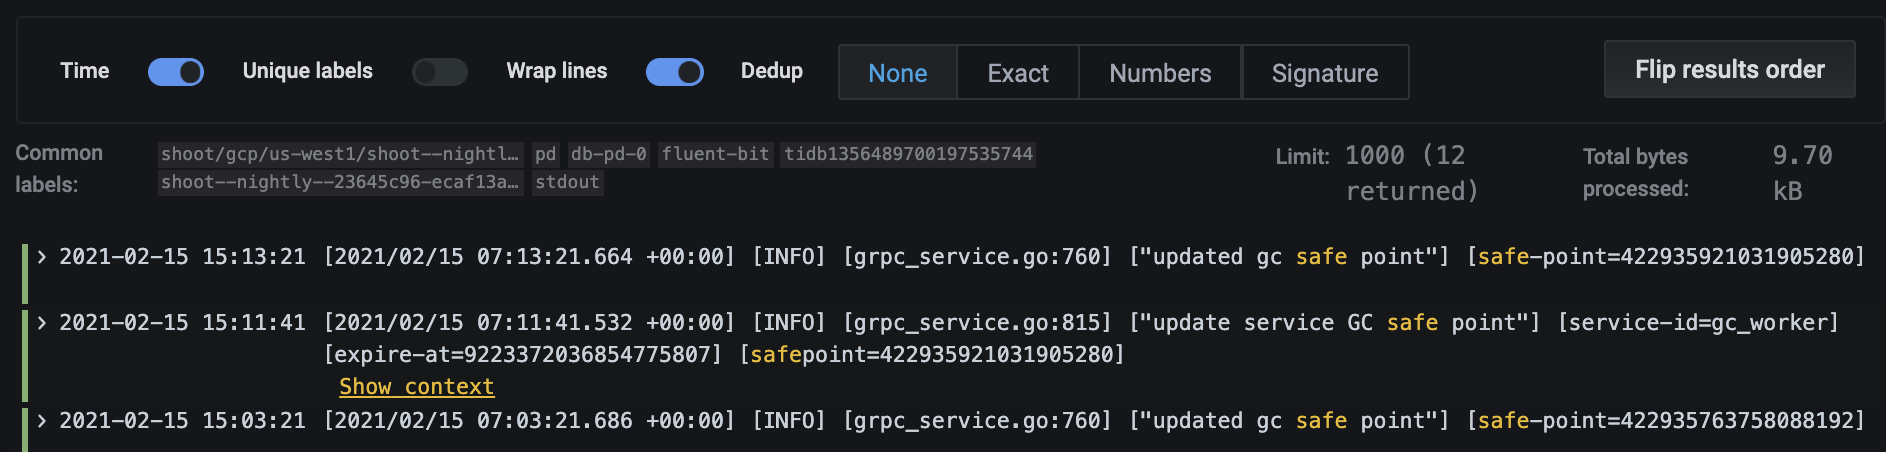 Time Unique labels Wrap lines Dedup None Exact Numbers Signature Flip results order
Common labels: shoot/gcp/us-west1/shoot--nightl… pd db-pd-0 fluent-bit tidb1356489700197535744
shoot--nightly--23645c96-ecaf13a… stdout
Limit: 1000 (12 returned)
Total bytes processed: 9.70 kB
2021-02-15 15:13:21 [2021/02/15 07:13:21.664 +00:00] [INFO] [grpc_service.go:760] ["updated gc safe point"] [safe-point=422935921031905280]
2021-02-15 15:11:41 [2021/02/15 07:11:41.532 +00:00] [INFO] [grpc_service.go:815] ["update service GC safe point"] [service-id=gc_worker]
[expire-at=9223372036854775807] [safepoint=422935921031905280]
Show context
2021-02-15 15:03:21 [2021/02/15 07:03:21.686 +00:00] [INFO] [grpc_service.go:760] ["updated gc safe point"] [safe-point=422935763758088192]